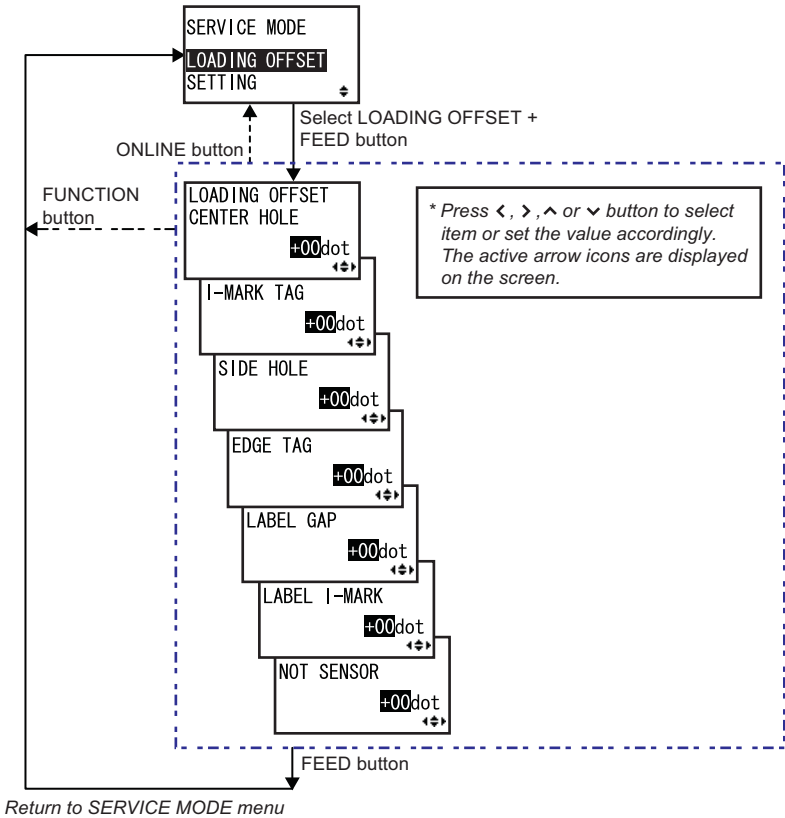 SERVICE MODE
LOADING OFFSET
SETTING
Select LOADING OFFSET +
FEED button
ONLINE button
FUNCTION
button
LOADING OFFSET
CENTER HOLE
+00dot
* Press < , > , ^ or v button to select
item or set the value accordingly.
The active arrow icons are displayed
on the screen.
I-MARK TAG
+00dot
SIDE HOLE
+00dot
EDGE TAG
+00dot
LABEL GAP
+00dot
LABEL I-MARK
+00dot
NOT SENSOR
+00dot
FEED button
Return to SERVICE MODE menu